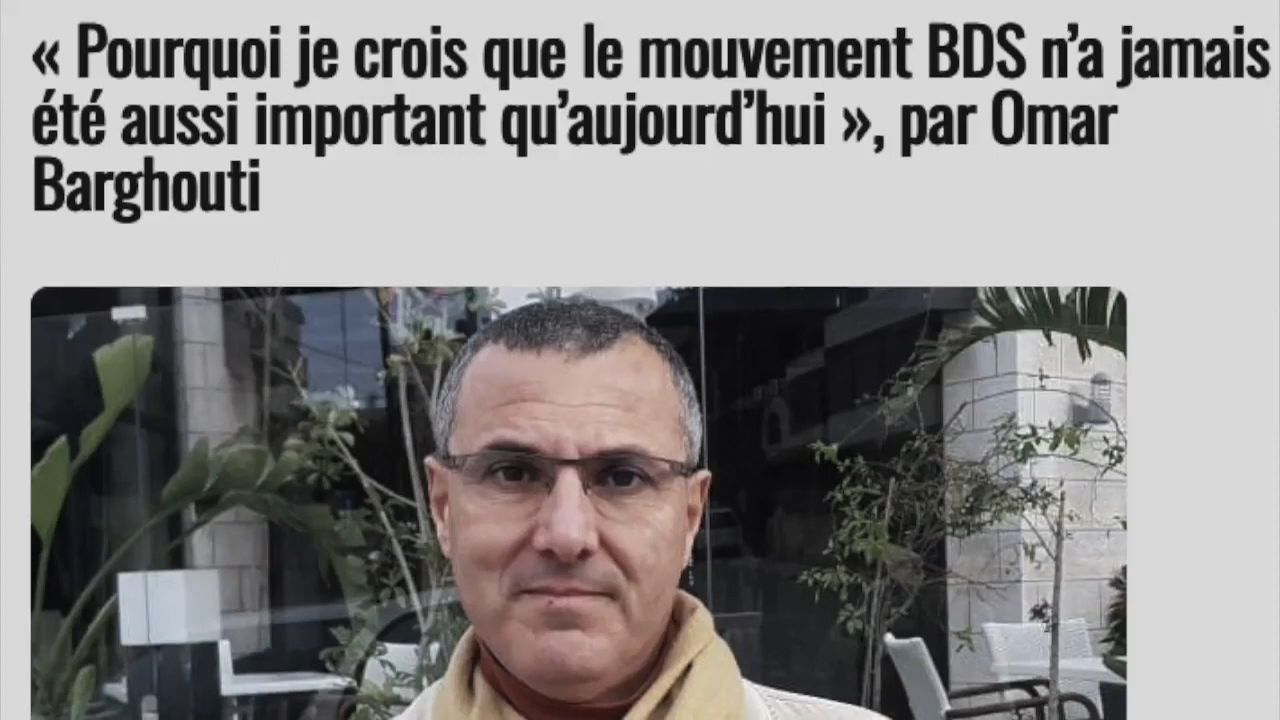 « Pourquoi je crois que le mouvement BDS n’a jamais
été aussi important qu’aujourd’hui », par Omar
Barghouti